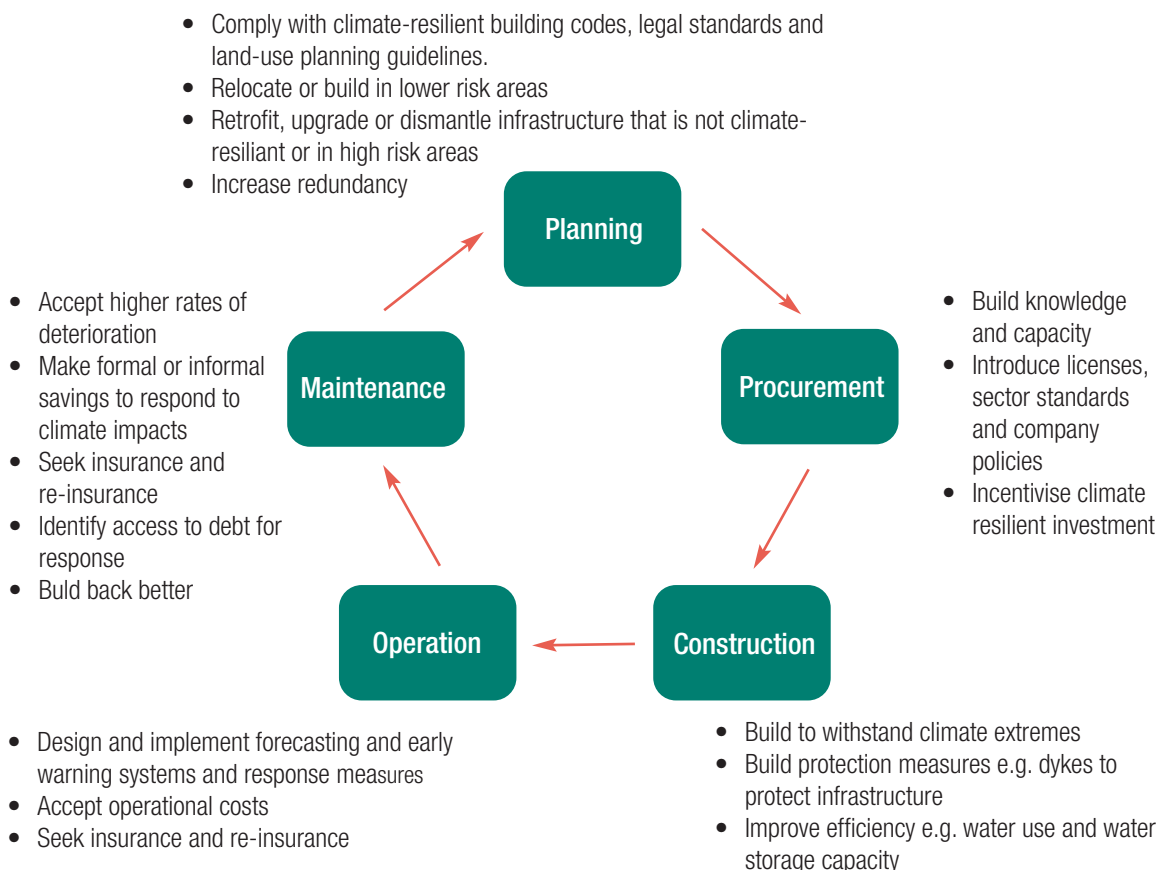 • Comply with climate-resilient building codes, legal standards and
land-use planning guidelines.
• Relocate or build in lower risk areas
• Retrofit, upgrade or dismantle infrastructure that is not climate-
resiliant or in high risk areas
• Increase redundancy
Planning
Procurement
• Build knowledge
and capacity
• Introduce licenses,
sector standards
and company
policies
• Incentivise climate
resilient investment
Construction
• Build to withstand climate extremes
• Build protection measures e.g. dykes to
protect infrastructure
• Improve efficiency e.g. water use and water
storage capacity
Operation
• Design and implement forecasting and early
warning systems and response measures
• Accept operational costs
• Seek insurance and re-insurance
Maintenance
• Accept higher rates of
deterioration
• Make formal or informal
savings to respond to
climate impacts
• Seek insurance and
re-insurance
• Identify access to debt for
response
• Buld back better